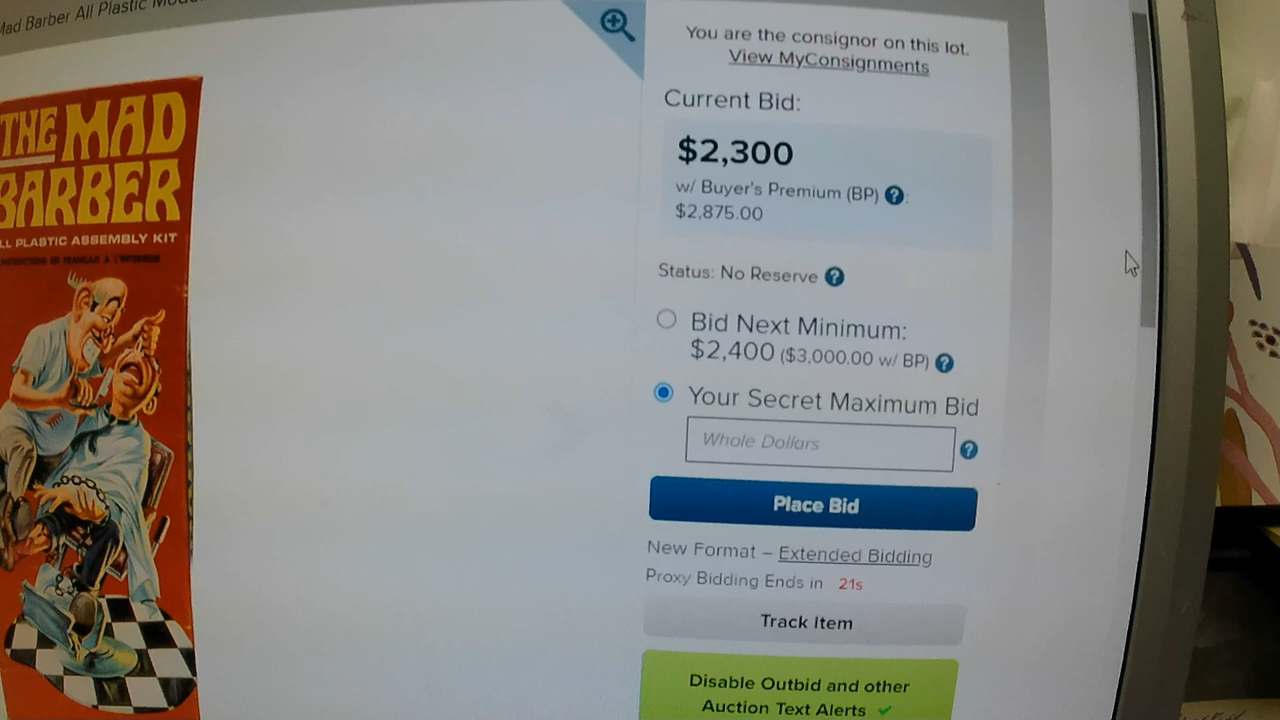 Mad Barber All Plastic
THE MAD
BARBER
ALL PLASTIC ASSEMBLY KIT
You are the consignor on this lot.
View MyConsignments
Current Bid:
$2,300
w/ Buyer's Premium (BP) ? :
$2,875.00
Status: No Reserve ?
Bid Next Minimum:
$2,400 ($3,000.00 w/ BP) ?
Your Secret Maximum Bid
Whole Dollars ?
Place Bid
New Format – Extended Bidding
Proxy Bidding Ends in 21s
Track Item
Disable Outbid and other
Auction Text Alerts ✓